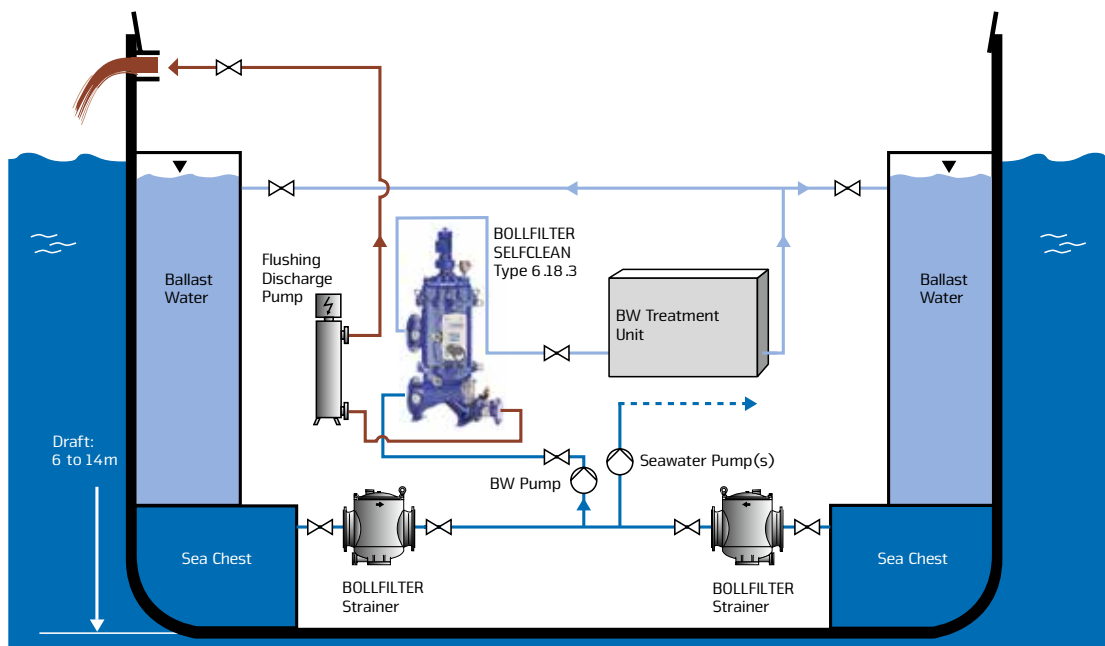 BOLLFILTER
SELFCLEAN
Type 6.18.3
Flushing
Discharge
Pump
Ballast
Water
BW Treatment
Unit
Ballast
Water
Draft:
6 to 14m
BW Pump
Seawater Pump(s)
Sea Chest
BOLLFILTER
Strainer
BOLLFILTER
Strainer
Sea Chest